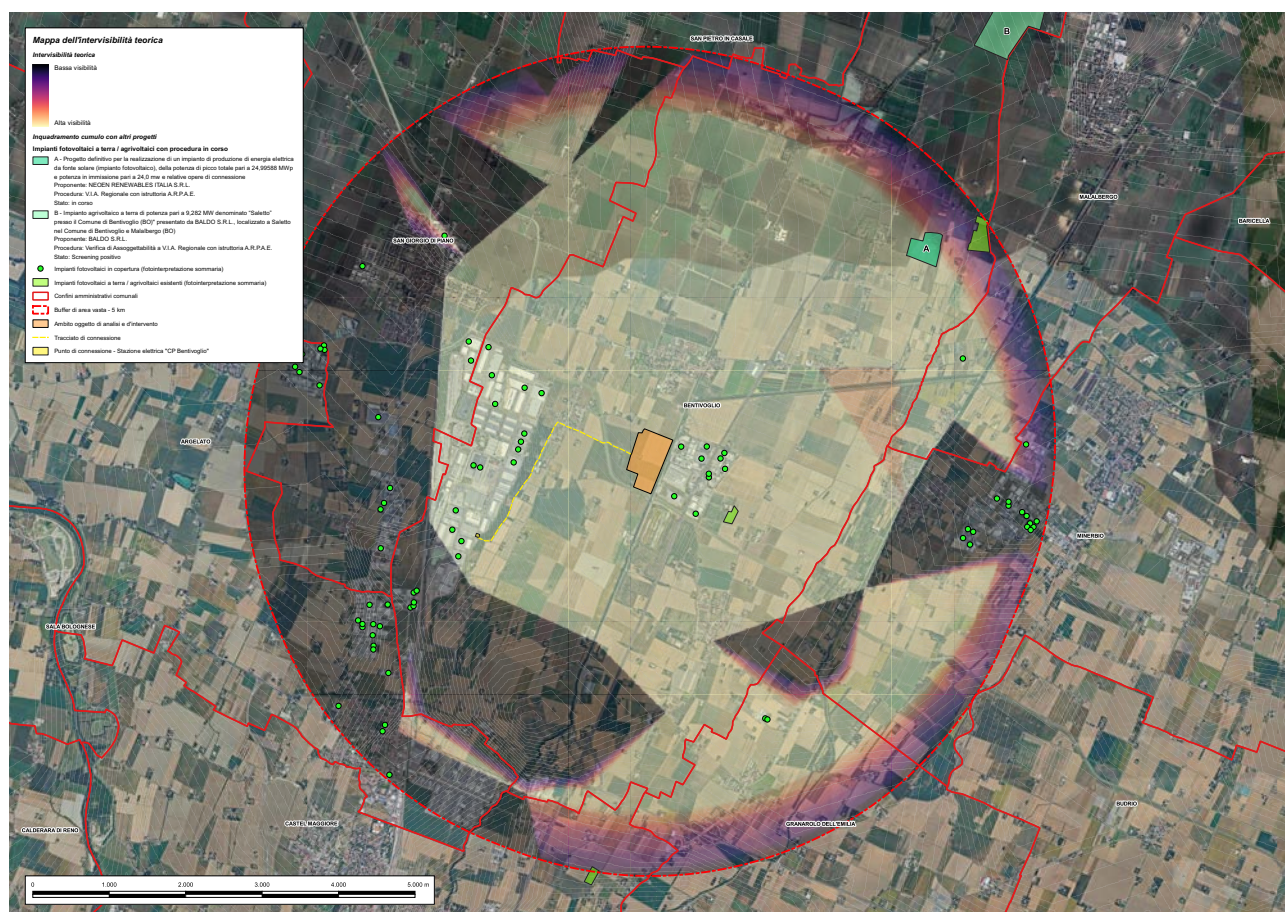 Mappa dell'intervisibilità teorica
Intervisibilità teorica
Bassa visibilità
Alta visibilità
Inquadramento cumulo con altri progetti
Impianti fotovoltaici a terra / agrivoltaici con procedura in corso
A - Progetto definitivo per la realizzazione di un impianto di produzione di energia elettrica
da fonte solare (impianto fotovoltaico), della potenza di picco totale pari a 24,99588 MWp
e potenza in immissione pari a 24,0 mw e relative opere di connessione
Proponente: NEOEN RENEWABLES ITALIA S.R.L.
Procedura: V.I.A. Regionale con istruttoria A.R.P.A.E.
Stato: in corso
B - Impianto agrivoltaico a terra di potenza pari a 9,282 MW denominato "Saletto"
presso il Comune di Bentivoglio (BO)" presentato da BALDO S.R.L., localizzato a Saletto
nel Comune di Bentivoglio e Malalbergo (BO)
Proponente: BALDO S.R.L.
Procedura: Verifica di Assoggettabilità a V.I.A. Regionale con istruttoria A.R.P.A.E.
Stato: Screening positivo
Impianti fotovoltaici in copertura (fotointerpretazione sommaria)
Impianti fotovoltaici a terra / agrivoltaici esistenti (fotointerpretazione sommaria)
Confini amministrativi comunali
Buffer di area vasta - 5 km
Ambito oggetto di analisi e d'intervento
Tracciato di connessione
Punto di connessione - Stazione elettrica "CP Bentivoglio"
SAN PIETRO IN CASALE
B
MALALBERGO
BARICELLA
SAN GIORGIO DI PIANO
A
BENTIVOGLIO
ARGELATO
MINERBIO
SALA BOLOGNESE
BUDRIO
CALDERARA DI RENO
CASTEL MAGGIORE
GRANAROLO DELL'EMILIA
0 1.000 2.000 3.000 4.000 5.000 m